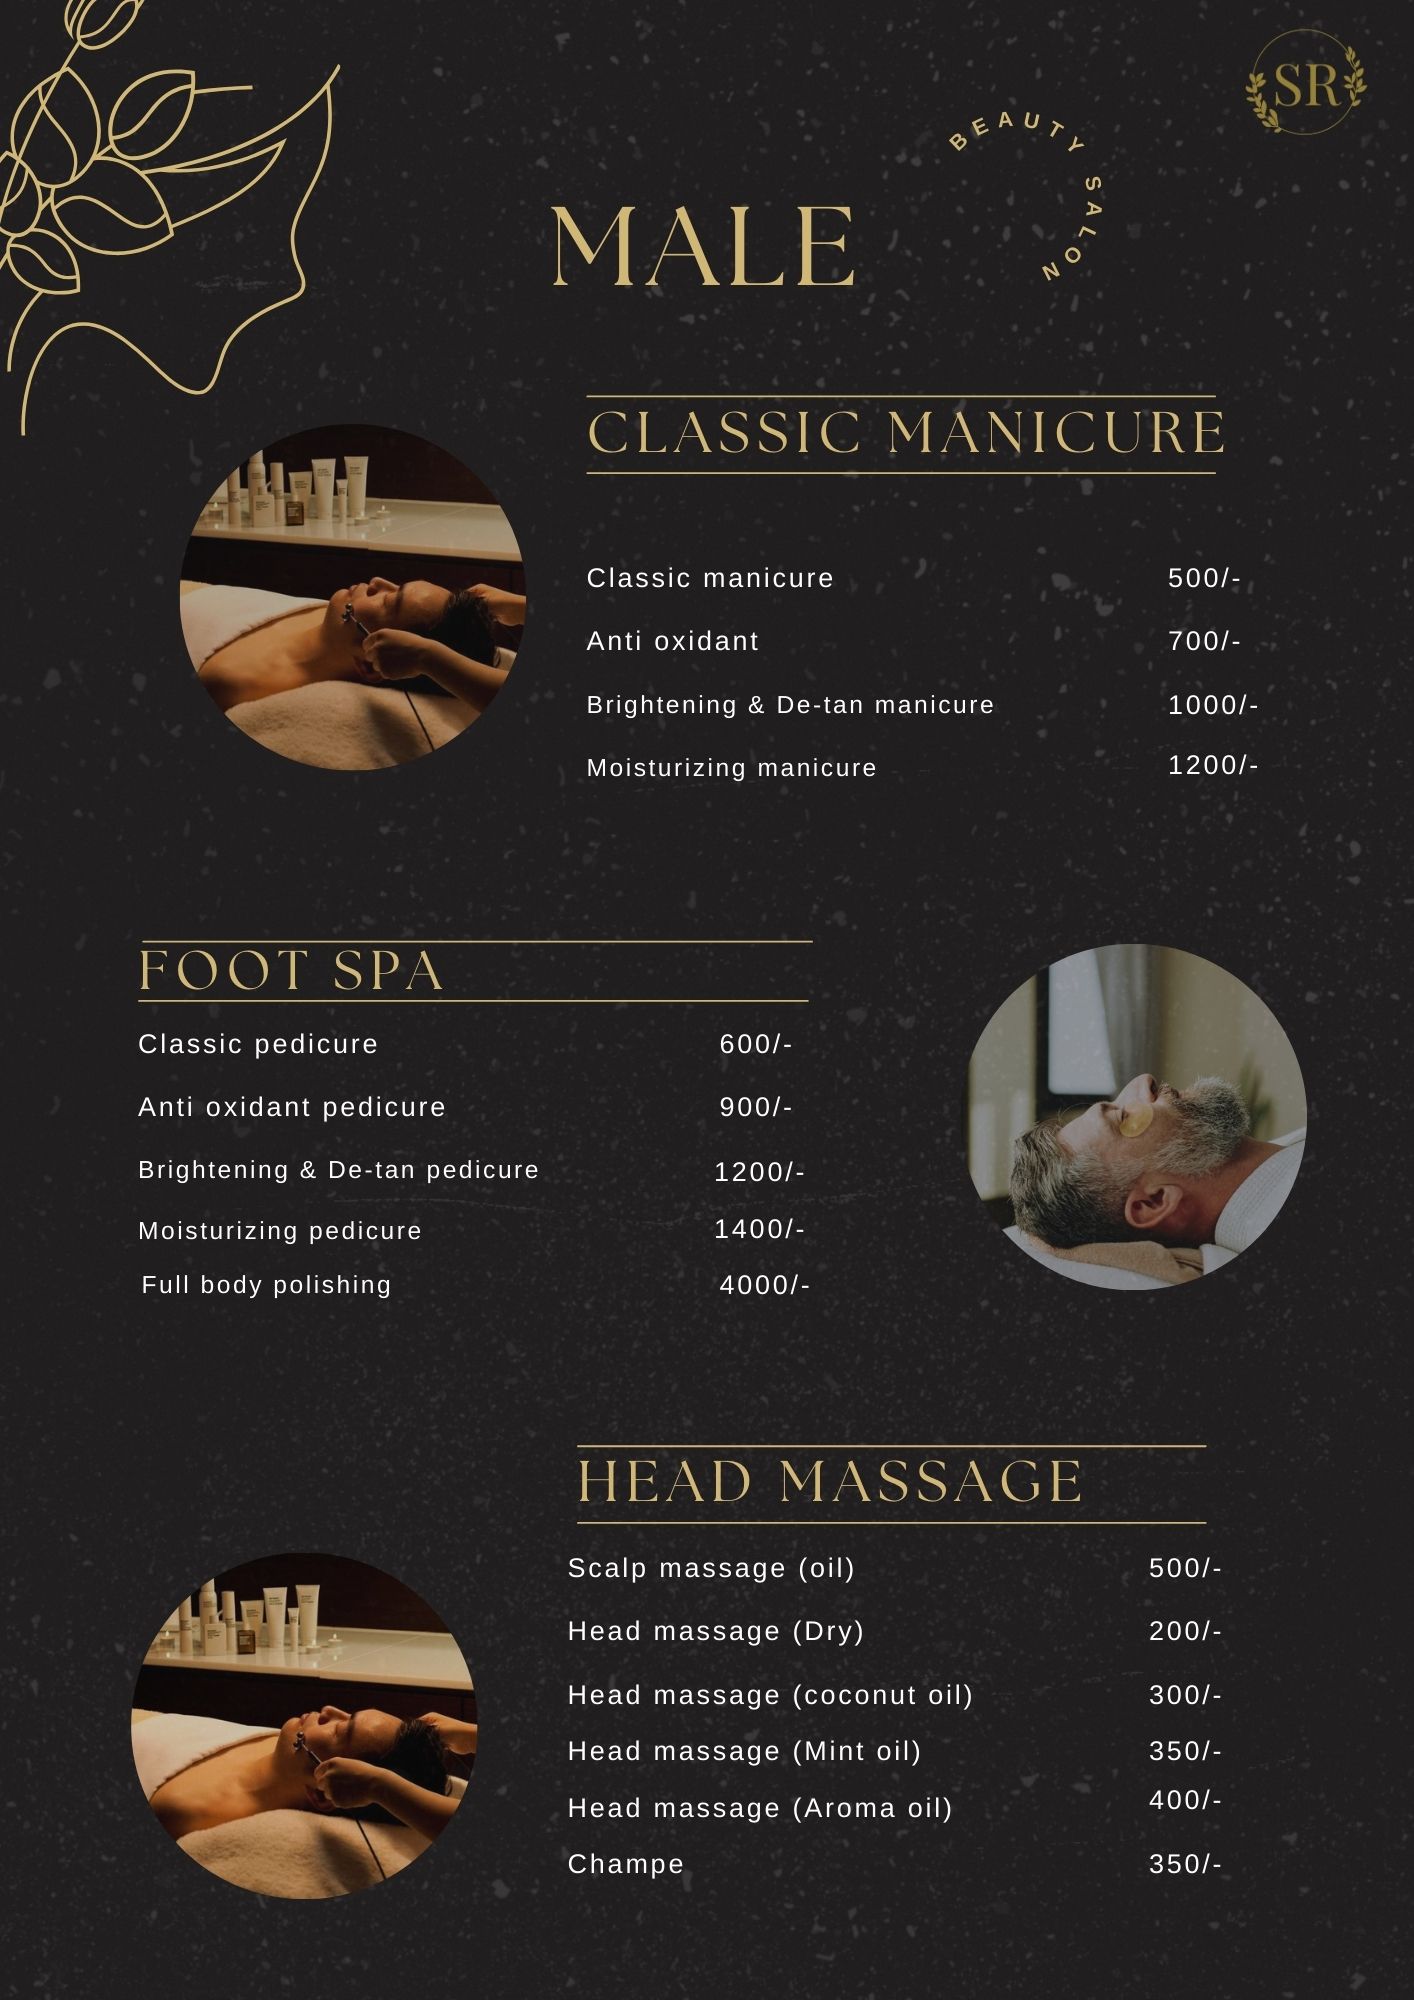 SR
BEAUTY SALON
MALE
CLASSIC MANICURE
Classic manicure 500/-
Anti oxidant 700/-
Brightening & De-tan manicure 1000/-
Moisturizing manicure 1200/-
FOOT SPA
Classic pedicure 600/-
Anti oxidant pedicure 900/-
Brightening & De-tan pedicure 1200/-
Moisturizing pedicure 1400/-
Full body polishing 4000/-
HEAD MASSAGE
Scalp massage (oil) 500/-
Head massage (Dry) 200/-
Head massage (coconut oil) 300/-
Head massage (Mint oil) 350/-
Head massage (Aroma oil) 400/-
Champe 350/-